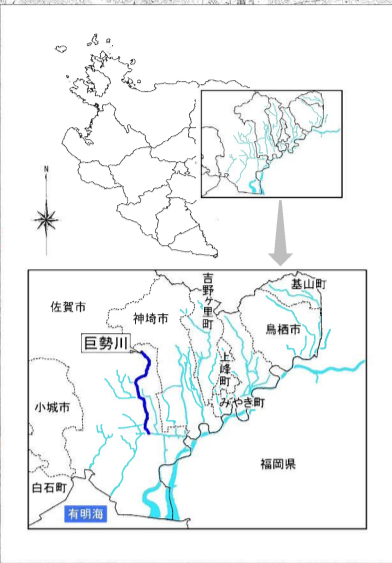 N
基山町
吉野ヶ里町
佐賀市
神埼市
鳥栖市
巨勢川
上峰町
みやき町
小城市
福岡県
白石町
有明海